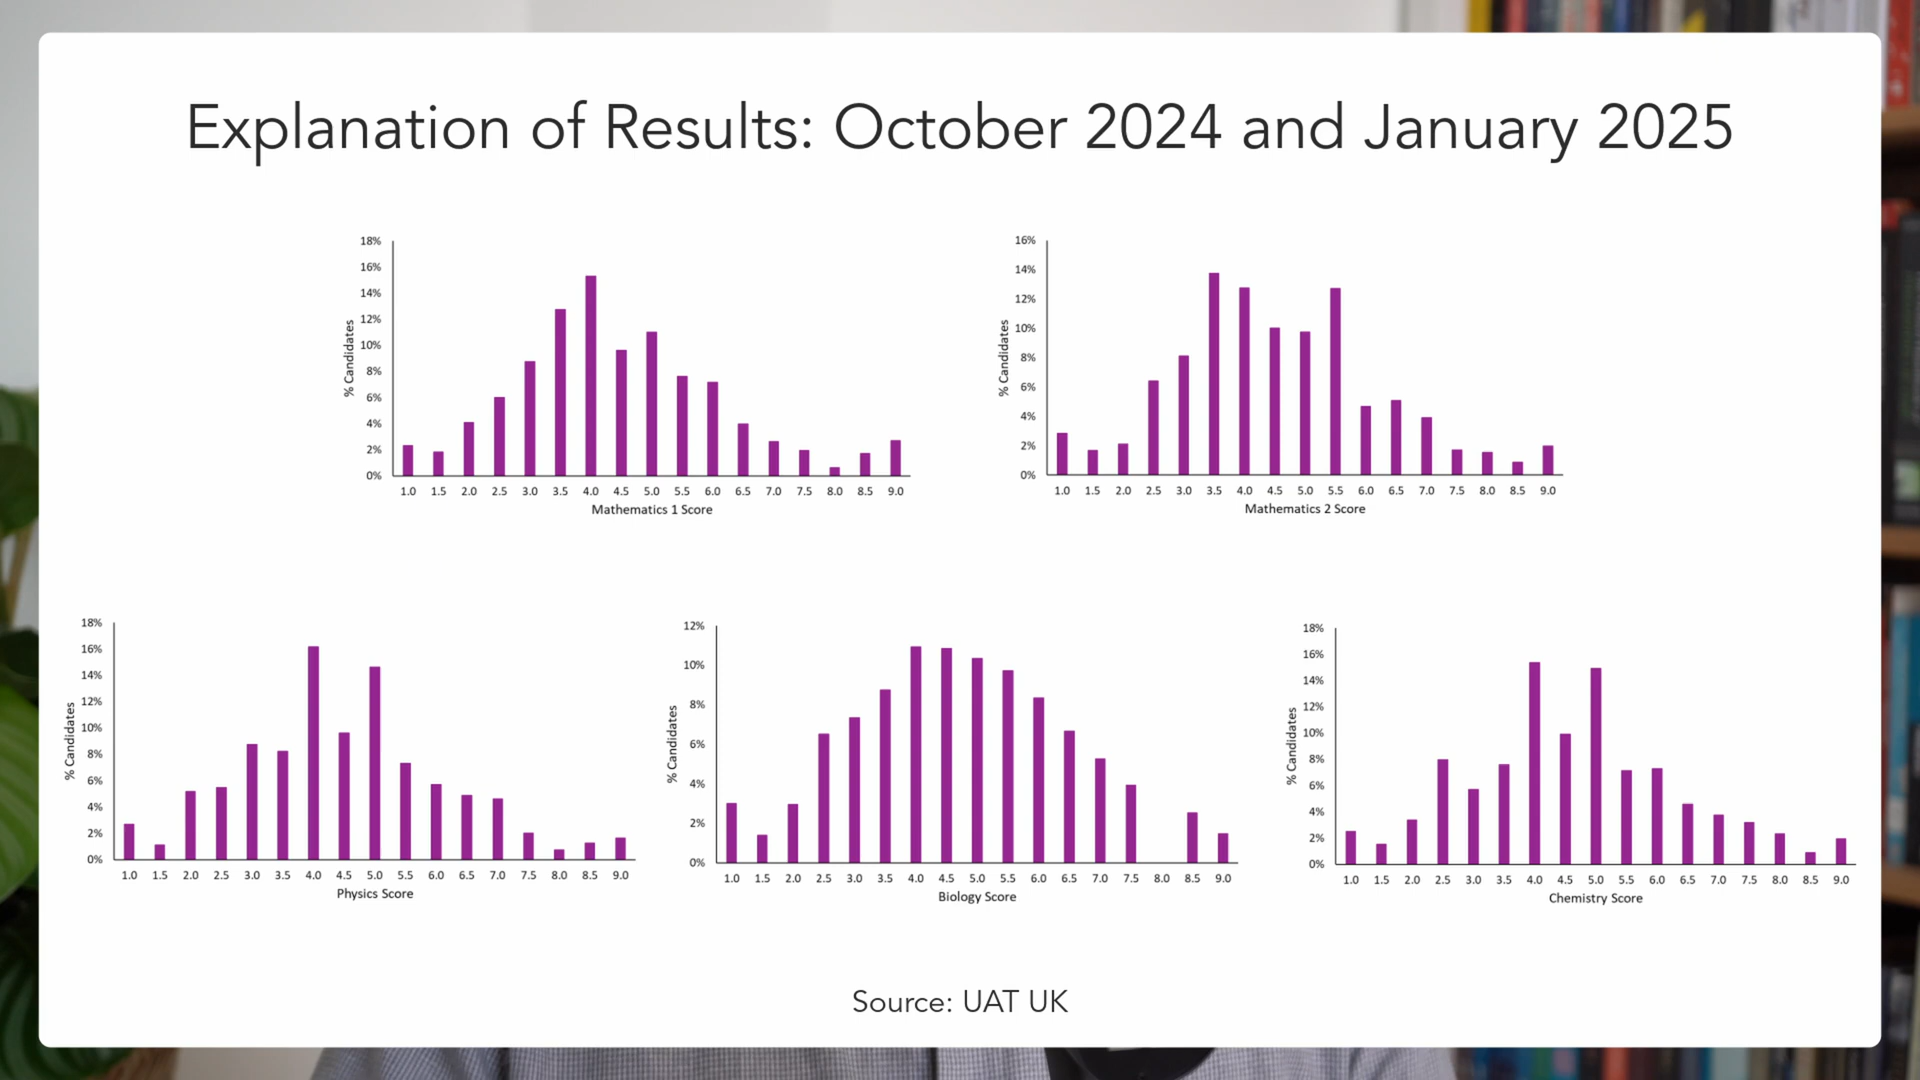 Explanation of Results: October 2024 and January 2025
18%
16%
14%
12%
10%
8%
6%
4%
2%
0%
% Candidates
1.0 1.5 2.0 2.5 3.0 3.5 4.0 4.5 5.0 5.5 6.0 6.5 7.0 7.5 8.0 8.5 9.0
Mathematics 1 Score
16%
14%
12%
10%
8%
6%
4%
2%
0%
% Candidates
1.0 1.5 2.0 2.5 3.0 3.5 4.0 4.5 5.0 5.5 6.0 6.5 7.0 7.5 8.0 8.5 9.0
Mathematics 2 Score
18%
16%
14%
12%
10%
8%
6%
4%
2%
0%
% Candidates
1.0 1.5 2.0 2.5 3.0 3.5 4.0 4.5 5.0 5.5 6.0 6.5 7.0 7.5 8.0 8.5 9.0
Physics Score
12%
10%
8%
6%
4%
2%
0%
% Candidates
1.0 1.5 2.0 2.5 3.0 3.5 4.0 4.5 5.0 5.5 6.0 6.5 7.0 7.5 8.0 8.5 9.0
Biology Score
18%
16%
14%
12%
10%
8%
6%
4%
2%
0%
% Candidates
1.0 1.5 2.0 2.5 3.0 3.5 4.0 4.5 5.0 5.5 6.0 6.5 7.0 7.5 8.0 8.5 9.0
Chemistry Score
Source: UAT UK